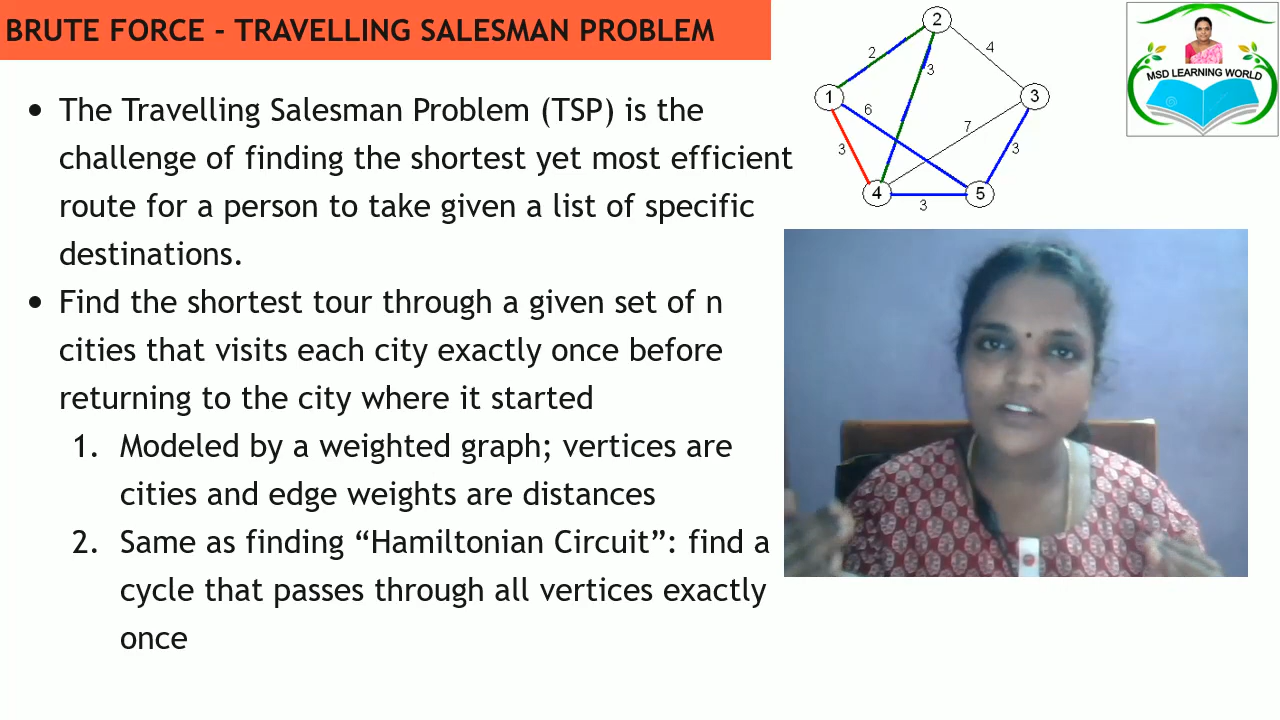 BRUTE FORCE - TRAVELLING SALESMAN PROBLEM
• The Travelling Salesman Problem (TSP) is the
challenge of finding the shortest yet most efficient
route for a person to take given a list of specific
destinations.
• Find the shortest tour through a given set of n
cities that visits each city exactly once before
returning to the city where it started
1. Modeled by a weighted graph; vertices are
cities and edge weights are distances
2. Same as finding “Hamiltonian Circuit”: find a
cycle that passes through all vertices exactly
once
2
2
4
3
1
6
3
7
3
3
4
5
3
MSD LEARNING WORLD